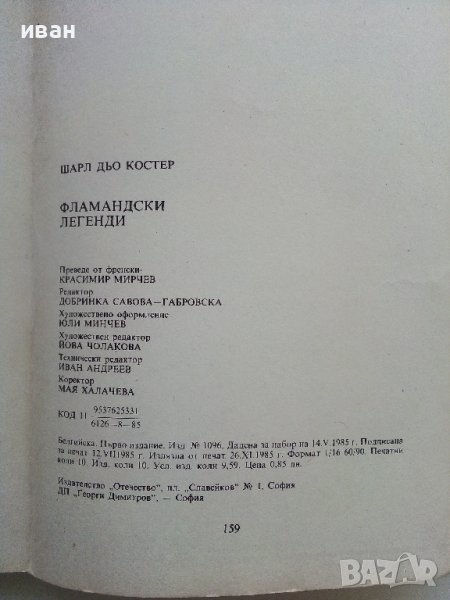 иван
ШАРЛ ДЬО КОСТЕР
ФЛАМАНДСКИ
ЛЕГЕНДИ
Преведе от френски
КРАСИМИР МИРЧЕВ
Редактор
ДОБРИНКА САВОВА—ГАБРОВСКА
Художествено оформление
ЮЛИ МИНЧЕВ
Художествен редактор
ЙОВА ЧОЛАКОВА
Технически редактор
ИВАН АНДРЕЕВ
Коректор
МАЯ ХАЛАЧЕВА
9537625331
КОД 11
6126—8—85
Белгийска. Първо издание. Изд. № 1096. Дадена за набор на 14.V.1985 г. Подписана
за печат 12.VII.1985 г. Излязла от печат 26.XI.1985 г. Формат 1/16 60/90. Печатни
коли 10. Изд. коли 10. Усл. изд. коли 9,59. Цена 0,85 лв.
Издателство „Отечество", пл. „Славейков" № 1, София
ДП „Георги Димитров", — София
159
BAZAR.bg